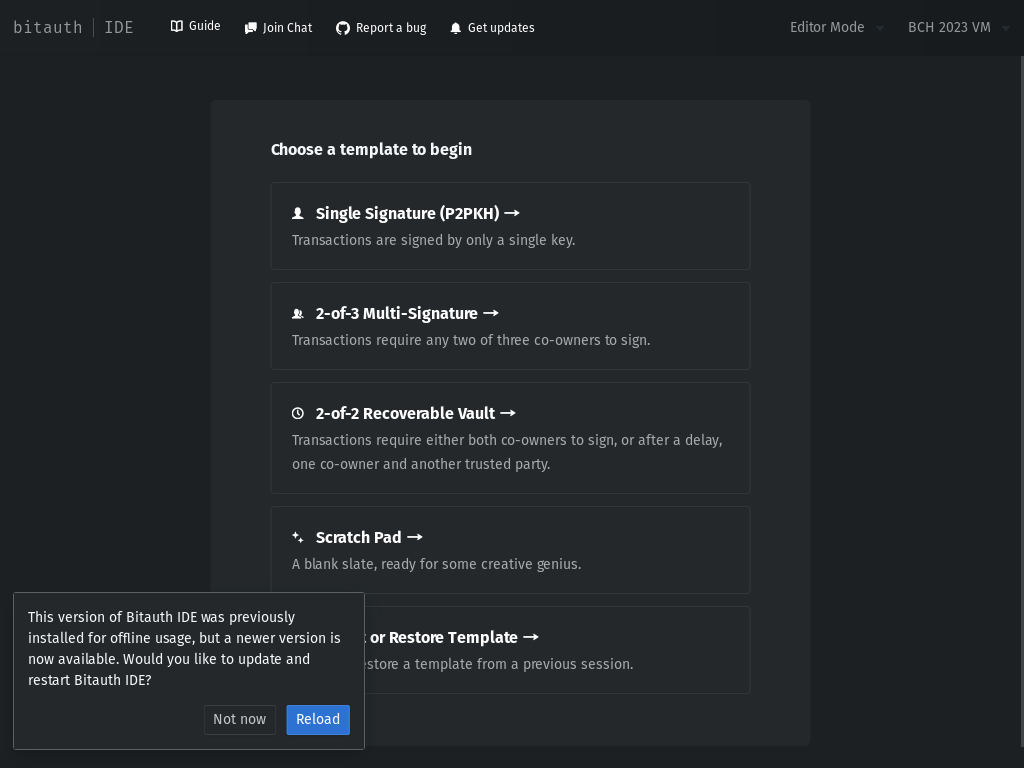 bitauth | IDE
Guide
Join Chat
Report a bug
Get updates
Editor Mode
BCH 2023 VM
Choose a template to begin
Single Signature (P2PKH) →
Transactions are signed by only a single key.
2-of-3 Multi-Signature →
Transactions require any two of three co-owners to sign.
2-of-2 Recoverable Vault →
Transactions require either both co-owners to sign, or after a delay,
one co-owner and another trusted party.
Scratch Pad →
A blank slate, ready for some creative genius.
or Restore Template →
a template from a previous session.
This version of Bitauth IDE was previously
installed for offline usage, but a newer version is
now available. Would you like to update and
restart Bitauth IDE?
Not now
Reload